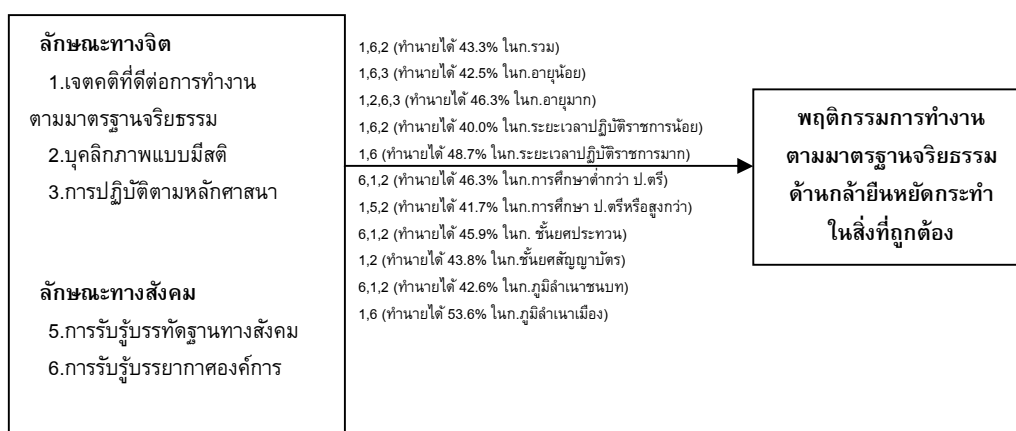 ลักษณะทางจิต
1.เจตคติที่ดีต่อการทำงาน
ตามมาตรฐานจริยธรรม
2.บุคลิกภาพแบบมีสติ
3.การปฏิบัติตามหลักศาสนา
ลักษณะทางสังคม
5.การรับรู้บรรทัดฐานทางสังคม
6.การรับรู้บรรยากาศองค์การ
1,6,2 (ทำนายได้ 43.3% ในก.รวม)
1,6,3 (ทำนายได้ 42.5% ในก.อายุน้อย)
1,2,6,3 (ทำนายได้ 46.3% ในก.อายุมาก)
1,6,2 (ทำนายได้ 40.0% ในก.ระยะเวลาปฏิบัติราชการน้อย)
1,6 (ทำนายได้ 48.7% ในก.ระยะเวลาปฏิบัติราชการมาก)
6,1,2 (ทำนายได้ 46.3% ในก.การศึกษาต่ำกว่า ป.ตรี)
1,5,2 (ทำนายได้ 41.7% ในก.การศึกษา ป.ตรีหรือสูงกว่า)
6,1,2 (ทำนายได้ 45.9% ในก. ชั้นยศประทวน)
1,2 (ทำนายได้ 43.8% ในก.ชั้นยศสัญญาบัตร)
6,1,2 (ทำนายได้ 42.6% ในก.ภูมิลำเนาชนบท)
1,6 (ทำนายได้ 53.6% ในก.ภูมิลำเนาเมือง)
พฤติกรรมการทำงาน
ตามมาตรฐานจริยธรรม
ด้านกล้ายืนหยัดกระทำ
ในสิ่งที่ถูกต้อง